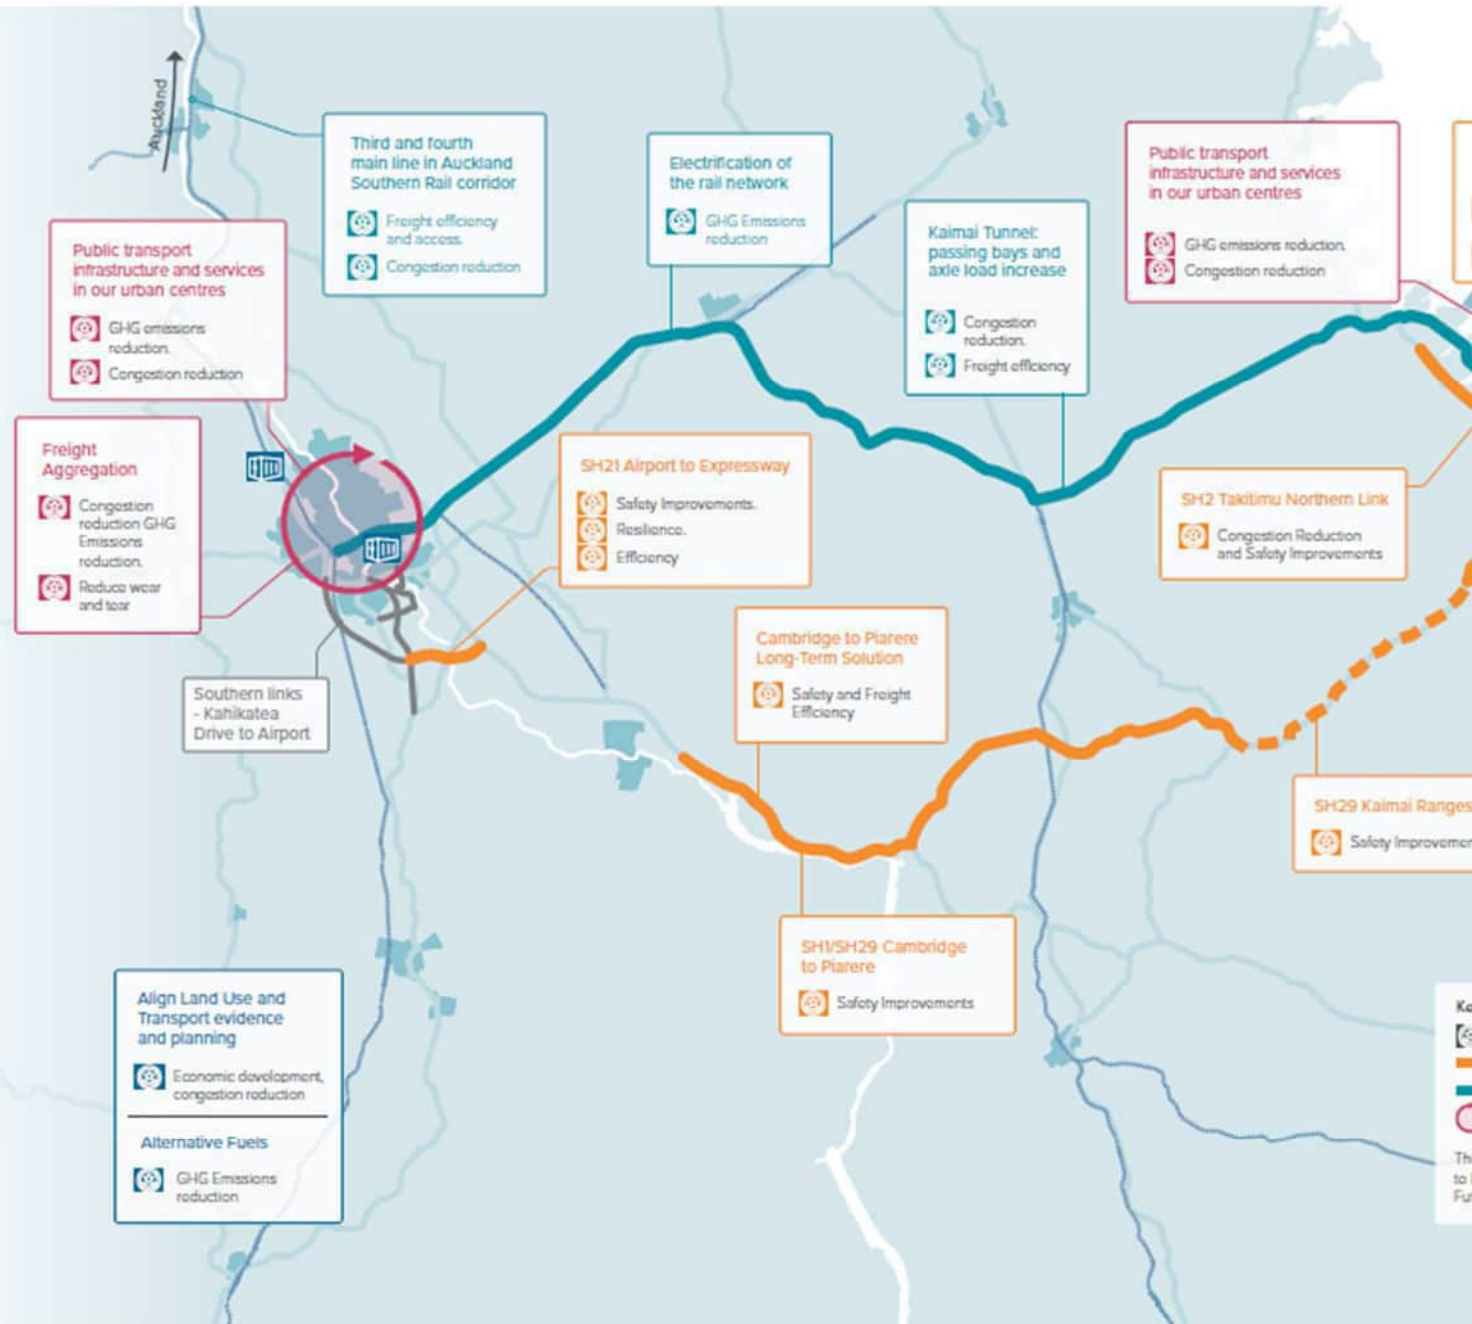 Auckland
Third and fourth
main line in Auckland
Southern Rail corridor
Freight efficiency
and access.
Congestion reduction
Electrification of
the rail network
GHG Emissions
reduction
Kaimai Tunnel:
passing bays and
axle load increase
Congestion
reduction.
Freight efficiency
Public transport
infrastructure and services
in our urban centres
GHG emissions reduction.
Congestion reduction
Public transport
infrastructure and services
in our urban centres
GHG emissions
reduction.
Congestion reduction
Freight
Aggregation
Congestion
reduction GHG
Emissions
reduction.
Reduce wear
and tear
SH21 Airport to Expressway
Safety Improvements.
Resilience.
Efficiency
SH2 Takitimu Northern Link
Congestion Reduction
and Safety Improvements
Cambridge to Piarere
Long-Term Solution
Safety and Freight
Efficiency
Southern links
- Kahikatea
Drive to Airport
SH29 Kaimai Ranges
Safety Improvemen
SH1/SH29 Cambridge
to Piarere
Safety Improvements
Align Land Use and
Transport evidence
and planning
Economic development,
congestion reduction
Alternative Fuels
GHG Emissions
reduction
Ke
Th
to
Fu